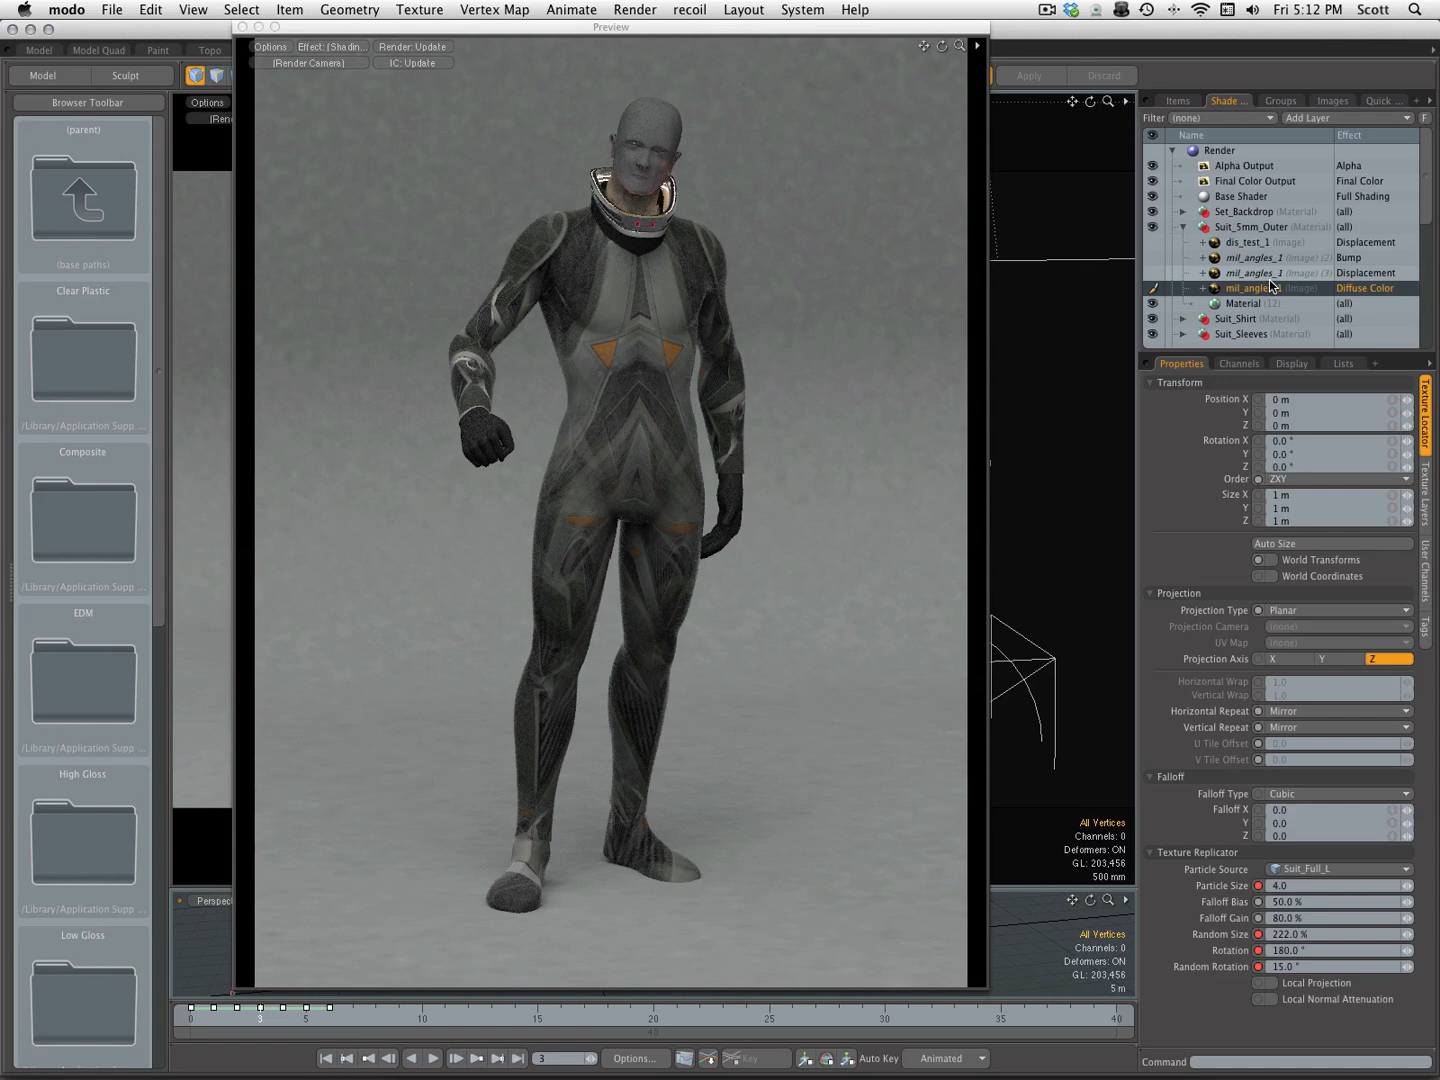 modo File Edit View Select Item Animate Geometry Texture Vertex Map Dimensions Render recoil Layout System Help Fri 5:12 PM Scott
Preview
Model Model Quad Paint Topo
Model Sculpt
Options Effect: (Shadin... Render: Update
(Render Camera) IC: Update
Apply Discard
Browser Toolbar
Options
(Ren
(parent)
(base paths)
Clear Plastic
/Library/Application Supp ...
Composite
/Library/Application Supp ...
EDM
/Library/Application Supp ...
High Gloss
/Library/Application Supp ...
Low Gloss
Items Shade ... Groups Images Quick ... +
Filter (none) Add Layer F
Name Effect
Render
Alpha Output Alpha
Final Color Output Final Color
Base Shader Full Shading
Set_Backdrop (Material) (all)
Suit_5mm_Outer (Material) (all)
dis_test_1 (Image) Displacement
mil_angles_1 (Image) (2) Bump
mil_angles_1 (Image) (3) Displacement
(Image) Diffuse Color
Material (12) (all)
Suit_Shirt (Material) (all)
Suit_Sleeves (Material) (all)
Properties Channels Display Lists +
Transform
Position X 0 m
Y 0 m
Z 0 m
Rotation X 0.0 °
Y 0.0 °
Z 0.0 °
Order ZXY
Size X 1 m
Y 1 m
Z 1 m
Auto Size
World Transforms
World Coordinates
Projection
Projection Type Planar
Projection Camera (none)
UV Map (none)
Projection Axis X Y Z
Horizontal Wrap 1.0
Vertical Wrap 1.0
Horizontal Repeat Mirror
Vertical Repeat Mirror
U Tile Offset 0.0
V Tile Offset 0.0
Falloff
Falloff Type Cubic
Falloff X 0.0
Y 0.0
Z 0.0
Texture Replicator
Particle Source Suit_Full_L
Particle Size 4.0
Falloff Bias 50.0 %
Falloff Gain 80.0 %
Random Size 222.0 %
Rotation 180.0 °
Random Rotation 15.0 °
Local Projection
Local Normal Attenuation
Texture Locator
Texture Layers
User Channels
Tags
All Vertices
Channels: 0
Deformers: ON
GL: 203,456
500 mm
Perspec
All Vertices
Channels: 0
Deformers: ON
GL: 203,456
5 m
0 3 5 10 15 20 25 30 35 40
3 Options... Key Auto Key Animated
Command